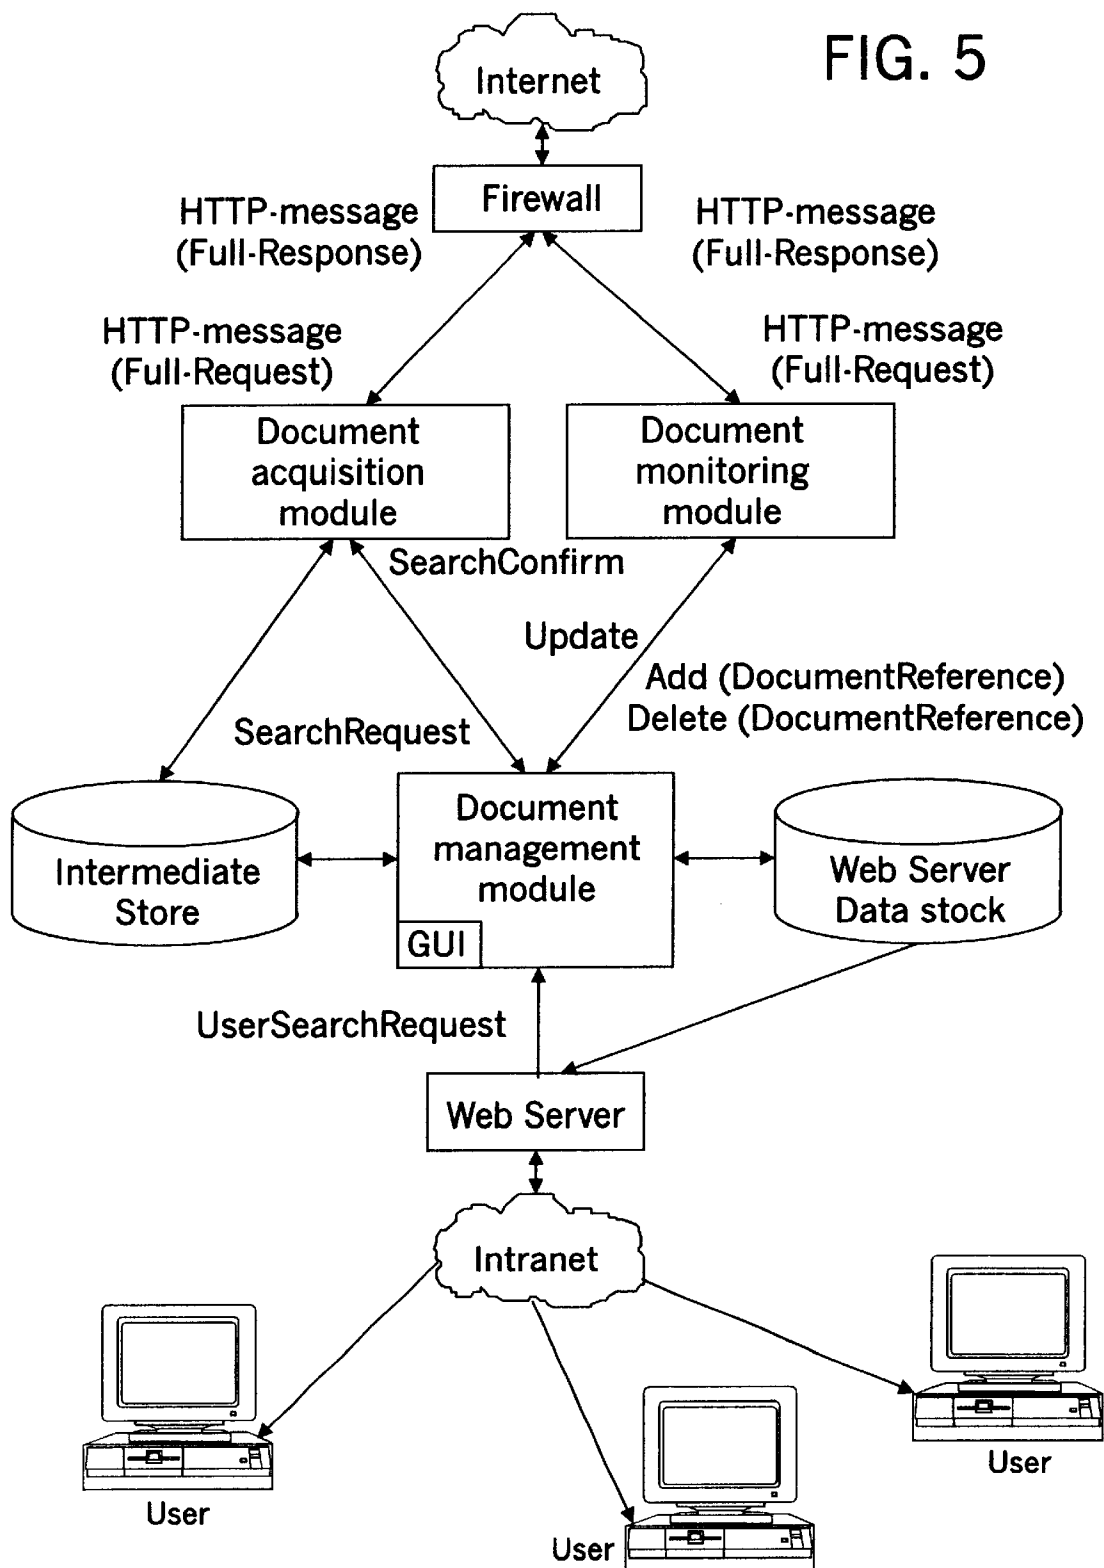 FIG. 5
Internet
Firewall
HTTP-message
(Full-Response)
HTTP-message
(Full-Response)
HTTP-message
(Full-Request)
HTTP-message
(Full-Request)
Document
acquisition
module
Document
monitoring
module
SearchConfirm
Update
Add (DocumentReference)
Delete (DocumentReference)
SearchRequest
Intermediate
Store
Document
management
module
GUI
Web Server
Data stock
UserSearchRequest
Web Server
Intranet
User
User
User